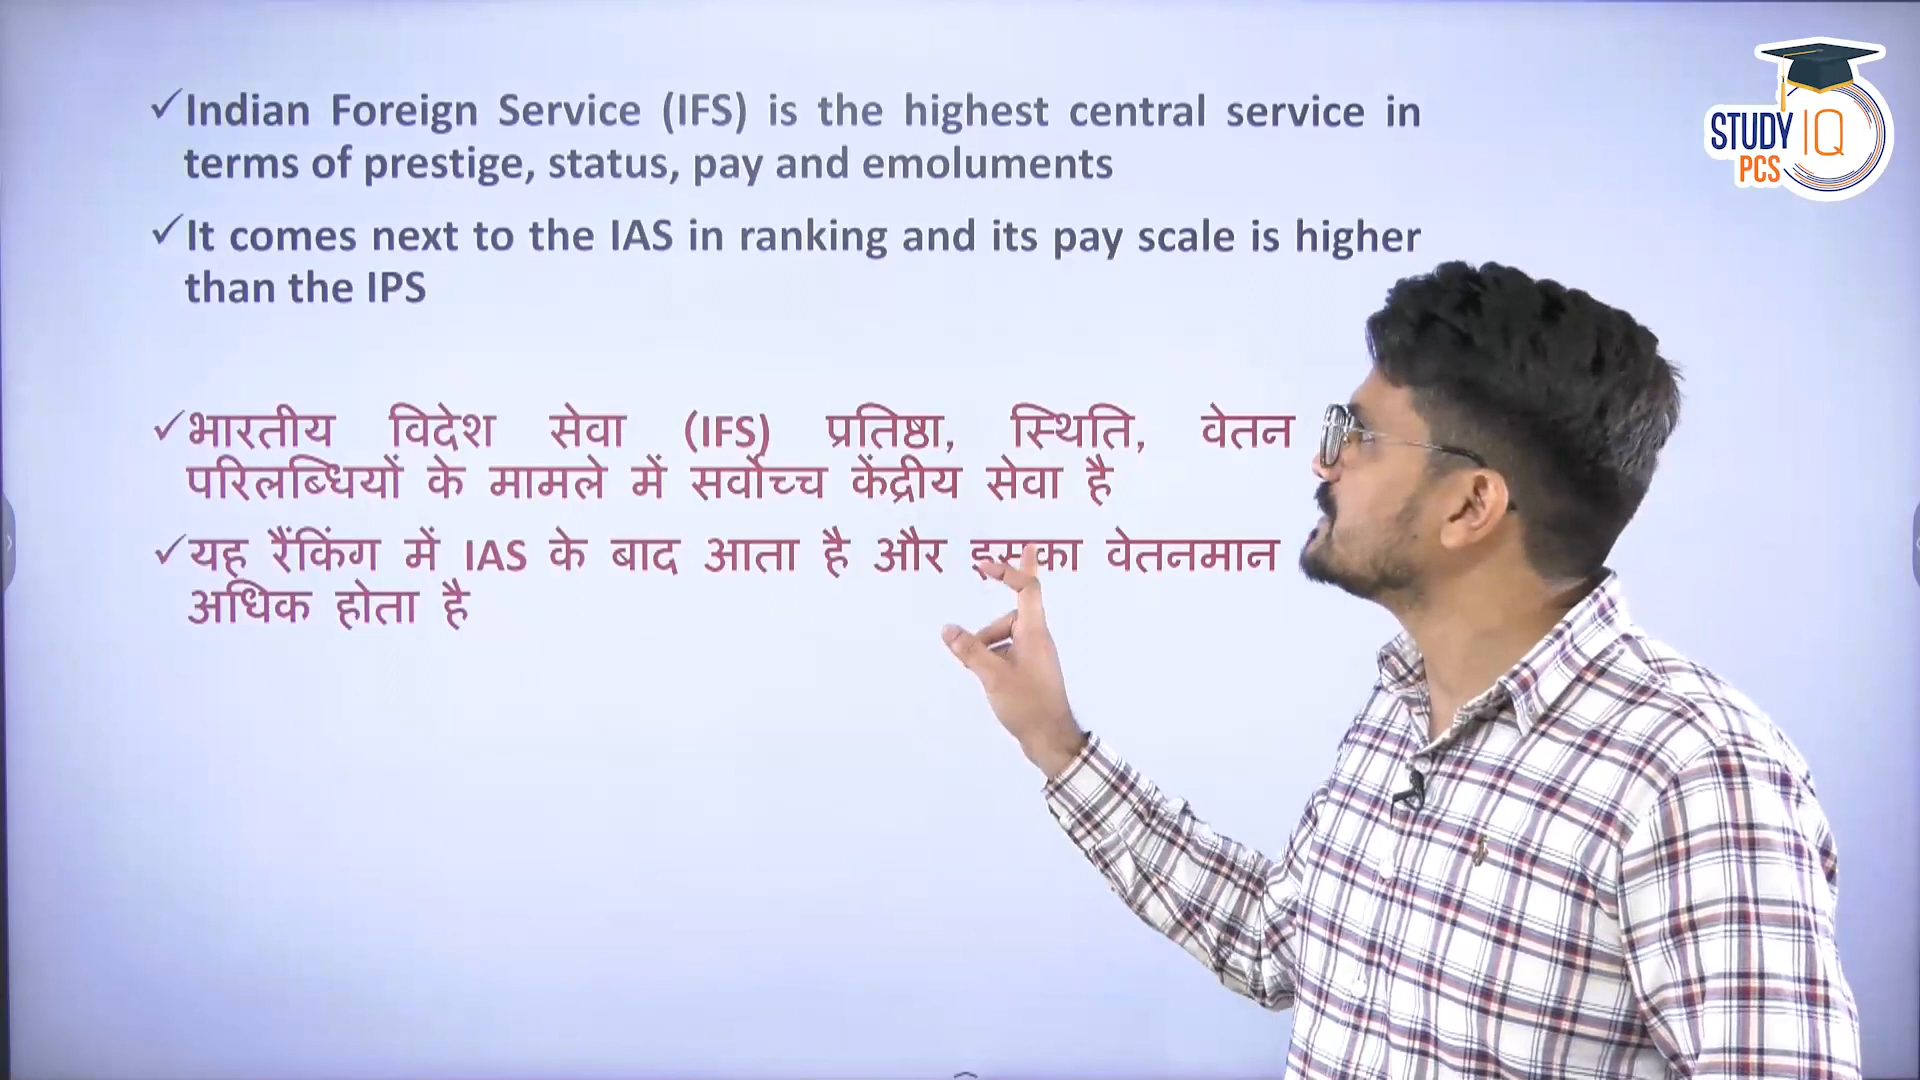 ✓Indian Foreign Service (IFS) is the highest central service in
terms of prestige, status, pay and emoluments
✓It comes next to the IAS in ranking and its pay scale is higher
than the IPS
✓भारतीय विदेश सेवा (IFS) प्रतिष्ठा, स्थिति, वेतन
परिलब्धियों के मामले में सर्वोच्च केंद्रीय सेवा है
✓यह रैंकिंग में IAS के बाद आता है और इसका वेतनमान
अधिक होता है
STUDY IQ
PCS